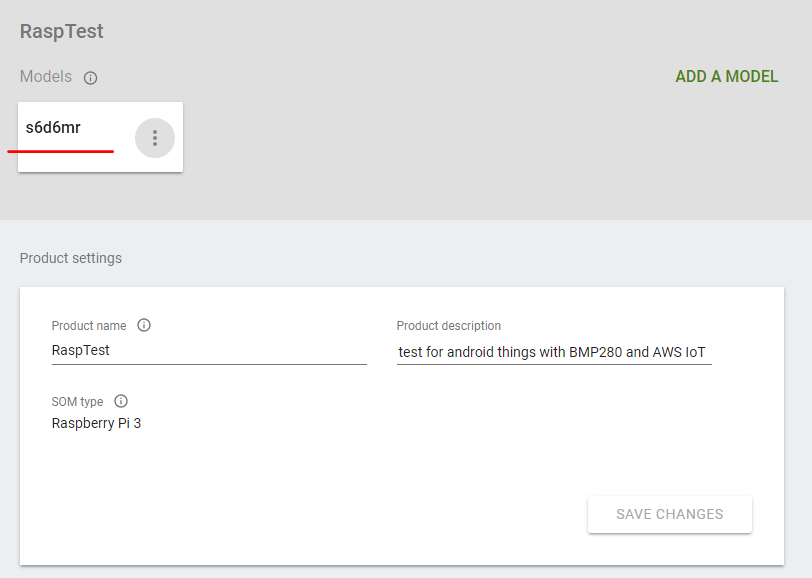 RaspTest
Models
ADD A MODEL
s6d6mr
Product settings
Product name
Product description
RaspTest
test for android things with BMP280 and AWS IoT
SOM type
Raspberry Pi 3
SAVE CHANGES